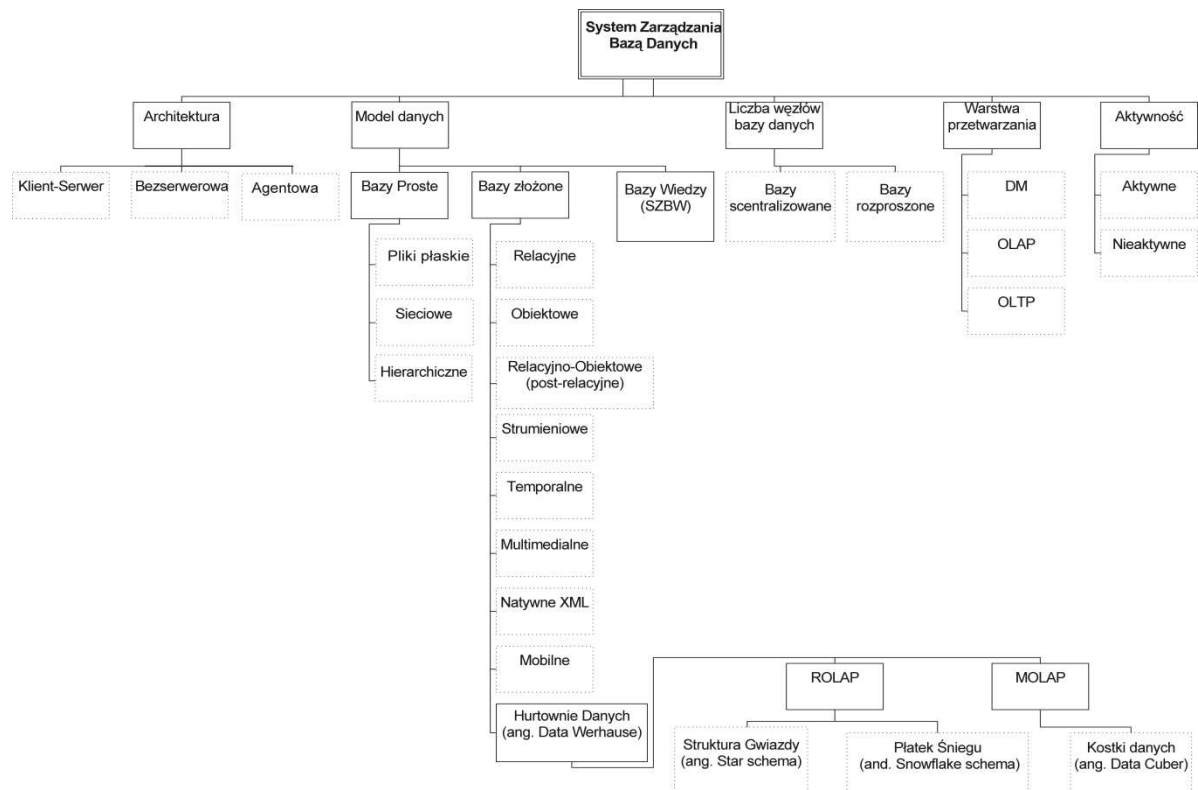 System Zarządzania
Bazą Danych
Architektura
Model danych
Liczba węzłów
bazy danych
Warstwa
przetwarzania
Aktywność
Klient-Serwer
Bezserwerowa
Agentowa
Bazy Proste
Bazy złożone
Bazy Wiedzy
(SZBW)
Bazy
scentralizowane
Bazy
rozproszone
DM
Aktywne
Pliki płaskie
Relacyjne
OLAP
Nieaktywne
Sieciowe
Obiektowe
OLTP
Hierarchiczne
Relacyjno-Obiektowe
(post-relacyjne)
Strumieniowe
Temporalne
Multimedialne
Natywne XML
Mobilne
ROLAP
MOLAP
Hurtownie Danych
(ang. Data Werhause)
Struktura Gwiazdy
(ang. Star schema)
Płatek Śniegu
(and. Snowflake schema)
Kostki danych
(ang. Data Cuber)